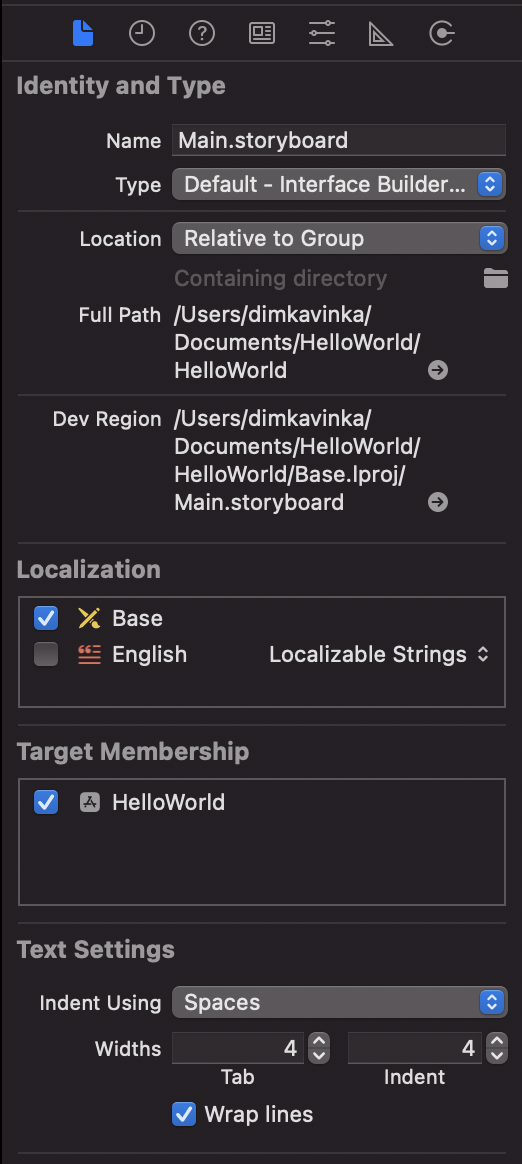 Identity and Type
Name Main.storyboard
Type Default - Interface Builder...
Location Relative to Group
Containing directory
Full Path /Users/dimkavinka/
Documents/HelloWorld/
HelloWorld
Dev Region /Users/dimkavinka/
Documents/HelloWorld/
HelloWorld/Base.lproj/
Main.storyboard
Localization
Base
English Localizable Strings
Target Membership
HelloWorld
Text Settings
Indent Using Spaces
Widths 4 4
Tab Indent
Wrap lines